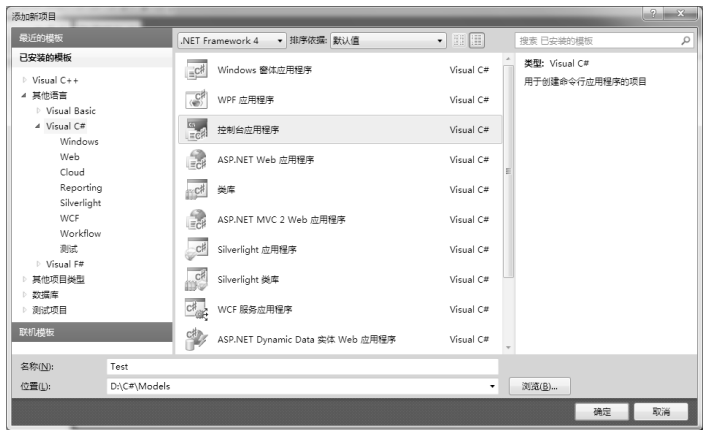 添加新项目
最近的模板
已安装的模板
Visual C++
其他语言
Visual Basic
Visual C#
Windows
Web
Cloud
Reporting
Silverlight
WCF
Workflow
测试
Visual F#
其他项目类型
数据库
测试项目
联机模板
.NET Framework 4 排序依据: 默认值
搜索 已安装的模板
Windows 窗体应用程序 Visual C#
WPF 应用程序 Visual C#
控制台应用程序 Visual C#
ASP.NET Web 应用程序 Visual C#
类库 Visual C#
ASP.NET MVC 2 Web 应用程序 Visual C#
Silverlight 应用程序 Visual C#
Silverlight 类库 Visual C#
WCF 服务应用程序 Visual C#
ASP.NET Dynamic Data 实体 Web 应用程序 Visual C#
类型: Visual C#
用于创建命令行应用程序的项目
名称(N): Test
位置(L): D:\C#\Models 浏览(B)...
确定 取消